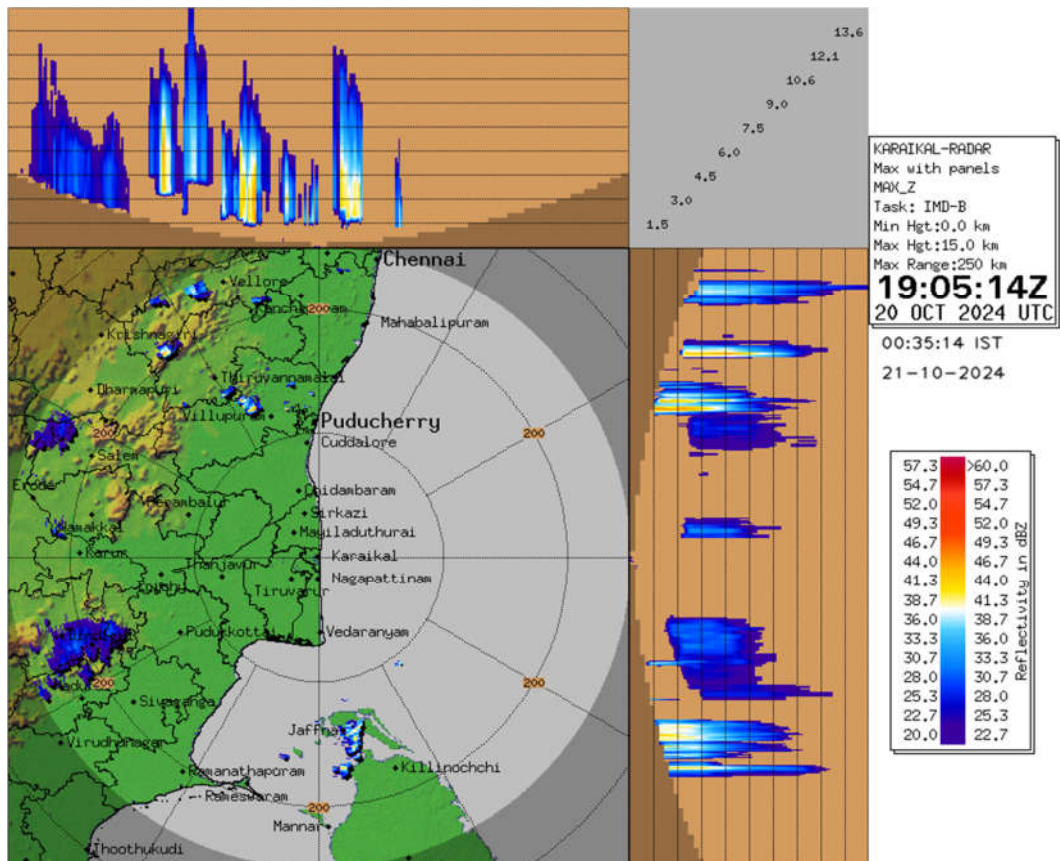 13.6
12.1
10.6
9.0
7.5
6.0
4.5
3.0
1.5
KARAIKAL-RADAR
Max with panels
MAX_Z
Task: IMD-B
Min Hgt:0.0 km
Max Hgt:15.0 km
Max Range:250 km
19:05:14Z
20 OCT 2024 UTC
00:35:14 IST
21-10-2024
Chennai
Vellore
200
Mahabalipuram
Krishnagiri
Thiruvannamalai
Dharmapuri
Villupuram
Puducherry
200
200
Cuddalore
Salem
Erode
Chidambaram
Perambalur
Sirkazi
Namakkal
Mayiladuthurai
Karur
Karaikal
Thanjavur
Nagapattinam
Tiruvarur
Pudukkottai
Vedaranyam
200
200
Sivaganga
Jaffna
Virudhunagar
Ramanathapuram
Killinochchi
Rameswaram
200
Mannar
Thoothukudi
57.3 >60.0
54.7 57.3
52.0 54.7
49.3 52.0
46.7 49.3
44.0 46.7
41.3 44.0
38.7 41.3
36.0 38.7
33.3 36.0
30.7 33.3
28.0 30.7
25.3 28.0
22.7 25.3
20.0 22.7
Reflectivity in dBZ